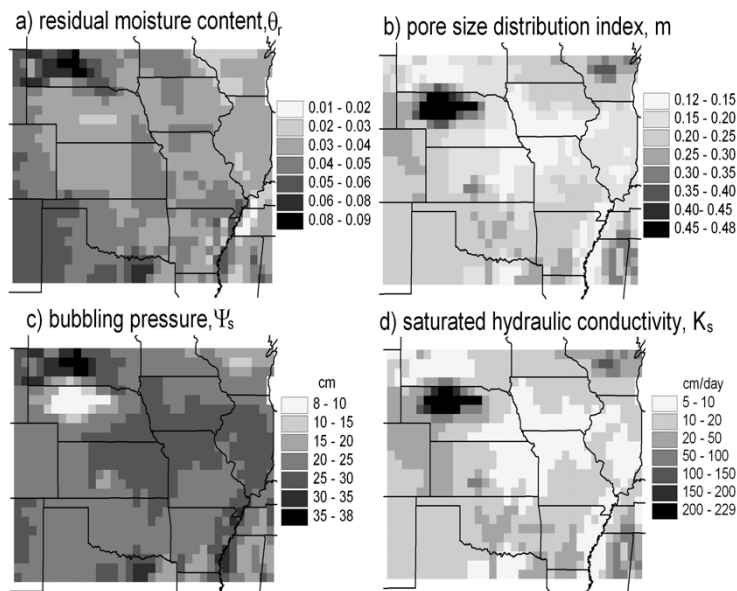 a) residual moisture content,θr
0.01 - 0.02
0.02 - 0.03
0.03 - 0.04
0.04 - 0.05
0.05 - 0.06
0.06 - 0.08
0.08 - 0.09
b) pore size distribution index, m
0.12 - 0.15
0.15 - 0.20
0.20 - 0.25
0.25 - 0.30
0.30 - 0.35
0.35 - 0.40
0.40- 0.45
0.45 - 0.48
c) bubbling pressure,Ψs
cm
8 - 10
10 - 15
15 - 20
20 - 25
25 - 30
30 - 35
35 - 38
d) saturated hydraulic conductivity, Ks
cm/day
5 - 10
10 - 20
20 - 50
50 - 100
100 - 150
150 - 200
200 - 229